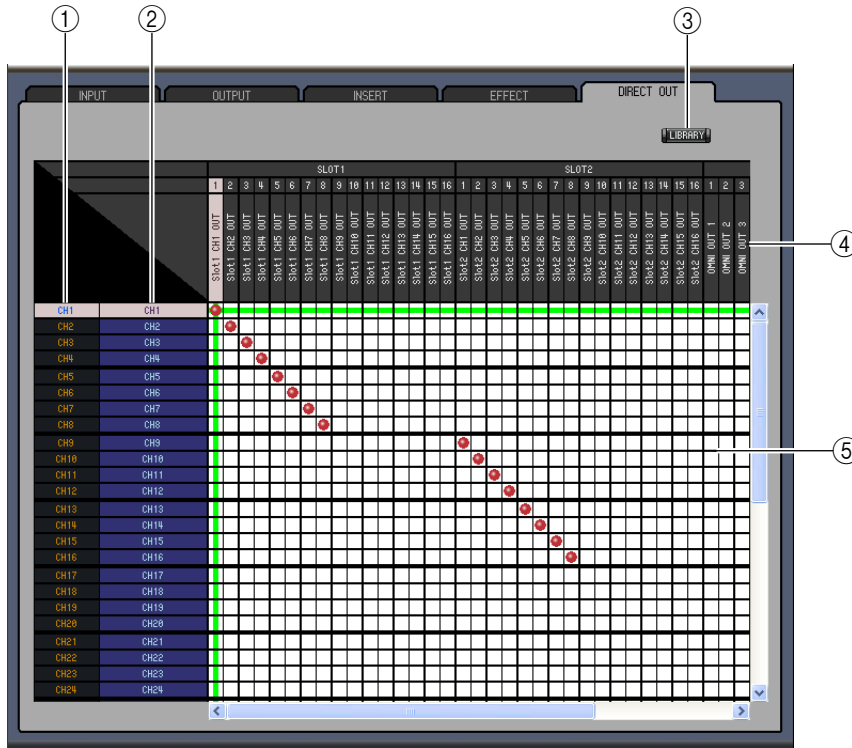 ① ② ③
INPUT OUTPUT INSERT EFFECT DIRECT OUT
LIBRARY
SLOT1 SLOT2
1 2 3 4 5 6 7 8 9 10 11 12 13 14 15 16 1 2 3 4 5 6 7 8 9 10 11 12 13 14 15 16 1 2 3
Slot1 CH1 OUT
Slot1 CH2 OUT
Slot1 CH3 OUT
Slot1 CH4 OUT
Slot1 CH5 OUT
Slot1 CH6 OUT
Slot1 CH7 OUT
Slot1 CH8 OUT
Slot1 CH9 OUT
Slot1 CH10 OUT
Slot1 CH11 OUT
Slot1 CH12 OUT
Slot1 CH13 OUT
Slot1 CH14 OUT
Slot1 CH15 OUT
Slot1 CH16 OUT
Slot2 CH1 OUT
Slot2 CH2 OUT
Slot2 CH3 OUT
Slot2 CH4 OUT
Slot2 CH5 OUT
Slot2 CH6 OUT
Slot2 CH7 OUT
Slot2 CH8 OUT
Slot2 CH9 OUT
Slot2 CH10 OUT
Slot2 CH11 OUT
Slot2 CH12 OUT
Slot2 CH13 OUT
Slot2 CH14 OUT
Slot2 CH15 OUT
Slot2 CH16 OUT
OMNI OUT 1
OMNI OUT 2
OMNI OUT 3
④
CH1 CH1
CH2 CH2
CH3 CH3
CH4 CH4
CH5 CH5
CH6 CH6
CH7 CH7
CH8 CH8
CH9 CH9
⑤
CH10 CH10
CH11 CH11
CH12 CH12
CH13 CH13
CH14 CH14
CH15 CH15
CH16 CH16
CH17 CH17
CH18 CH18
CH19 CH19
CH20 CH20
CH21 CH21
CH22 CH22
CH23 CH23
CH24 CH24